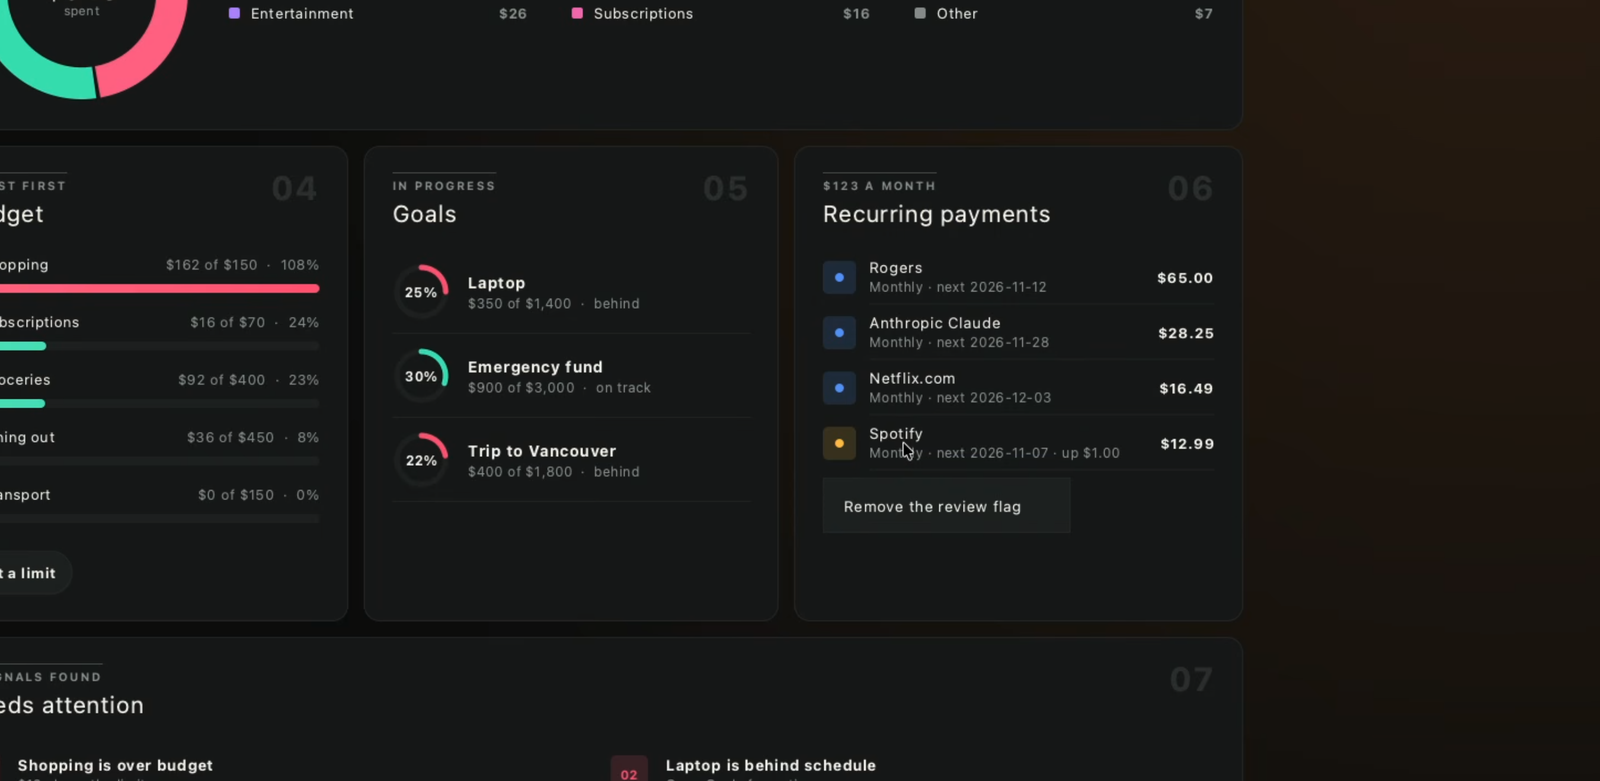 spent
Entertainment $26 Subscriptions $16 Other $7
ST FIRST
04
dget
opping $162 of $150 · 108%
bscriptions $16 of $70 · 24%
oceries $92 of $400 · 23%
ning out $36 of $450 · 8%
ansport $0 of $150 · 0%
t a limit
IN PROGRESS
05
Goals
25%
Laptop
$350 of $1,400 · behind
30%
Emergency fund
$900 of $3,000 · on track
22%
Trip to Vancouver
$400 of $1,800 · behind
$123 A MONTH
06
Recurring payments
Rogers
Monthly · next 2026-11-12
$65.00
Anthropic Claude
Monthly · next 2026-11-28
$28.25
Netflix.com
Monthly · next 2026-12-03
$16.49
Spotify
Monthly · next 2026-11-07 · up $1.00
$12.99
Remove the review flag
GNALS FOUND
07
eds attention
Shopping is over budget
02
Laptop is behind schedule